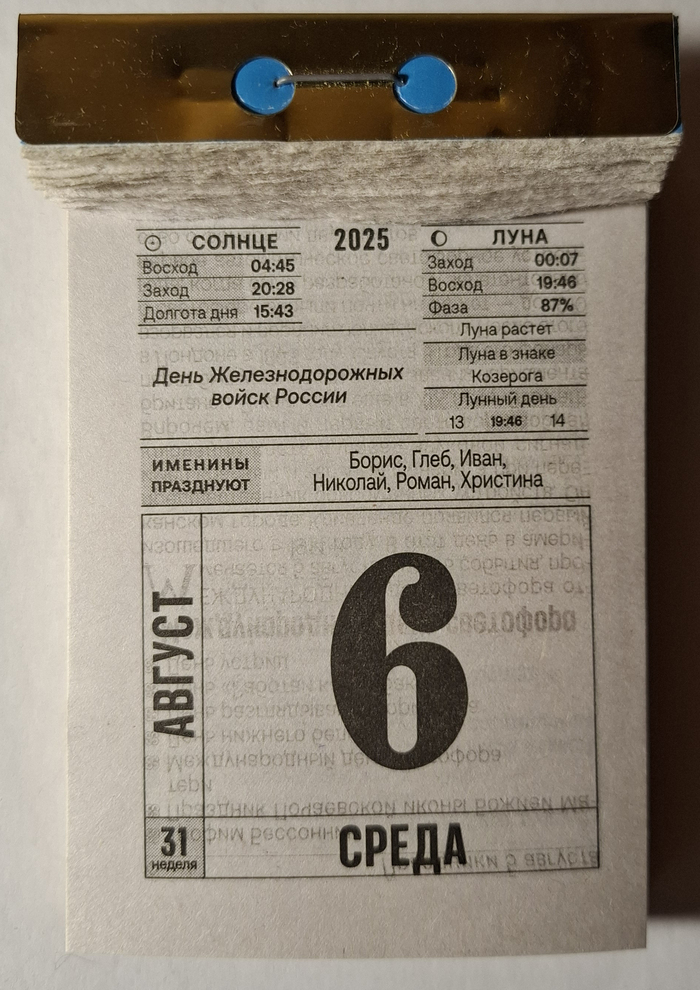 СОЛНЦЕ
Восход 04:45
Заход 20:28
Долгота дня 15:43
2025
ЛУНА
Заход 00:07
Восход 19:46
Фаза 87%
Луна растет
Луна в знаке
Козерога
Лунный день
13 19:46 14
День Железнодорожных
войск России
ИМЕНИНЫ
ПРАЗДНУЮТ
Борис, Глеб, Иван,
Николай, Роман, Христина
АВГУСТ
6
31
неделя
СРЕДА